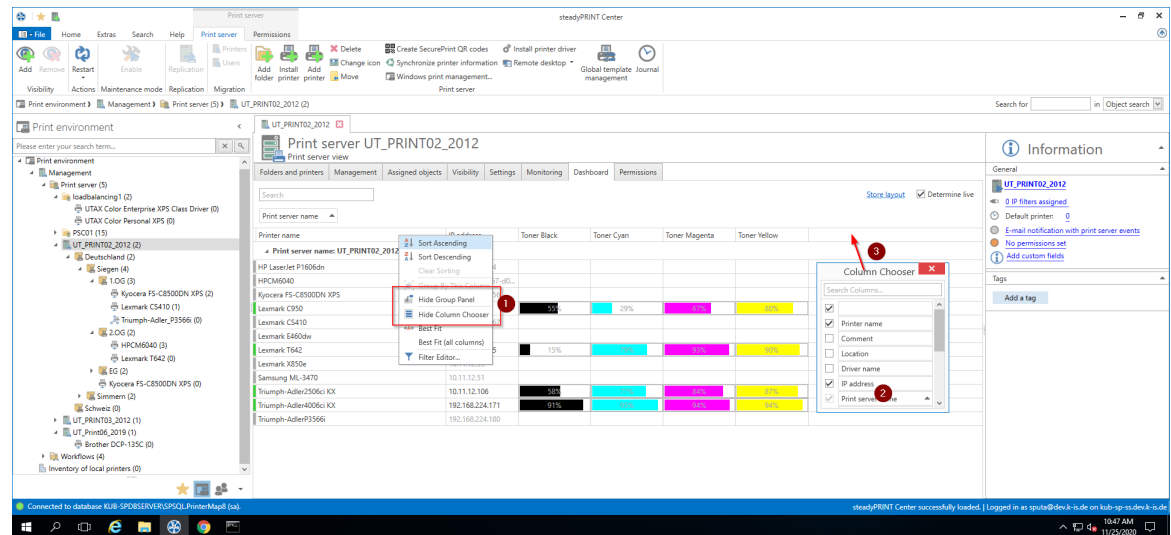 Print server
steadyPRINT Center
File Home Extras Search Help Print server Permissions
Add Remove Restart Enable Replication Printers Users
Add folder Install printer Add printer
Delete
Change icon
Move
Create SecurePrint QR codes
Synchronize printer information
Windows print management...
Install printer driver
Remote desktop
Global template management Journal
Visibility Actions Maintenance mode Replication Migration Print server
Print environment Management Print server (5) UT_PRINT02_2012 (2)
Search for in Object search
Print environment
Please enter your search term...
Print environment
Management
Print server (5)
loadbalancing1 (2)
UTAX Color Enterprise XPS Class Driver (0)
UTAX Color Personal XPS (0)
PSC01 (15)
UT_PRINT02_2012 (2)
Deutschland (2)
Siegen (4)
1.OG (3)
Kyocera FS-C8500DN XPS (2)
Lexmark CS410 (1)
Triumph-Adler_P3566i (0)
2.OG (2)
HPCM6040 (3)
Lexmark T642 (0)
EG (2)
Kyocera FS-C8500DN XPS (0)
Simmern (2)
Schweiz (0)
UT_PRINT03_2012 (1)
UT_Print06_2019 (1)
Brother DCP-135C (0)
Workflows (4)
Inventory of local printers (0)
UT_PRINT02_2012
Print server UT_PRINT02_2012
Print server view
Folders and printers Management Assigned objects Visibility Settings Monitoring Dashboard Permissions
Search
Store layout Determine live
Print server name
Printer name IP address Toner Black Toner Cyan Toner Magenta Toner Yellow
Print server name: UT_PRINT02_2012
HP LaserJet P1606dn
HPCM6040
Kyocera FS-C8500DN XPS
Lexmark C950 55% 29% 67% 80%
Lexmark CS410
Lexmark E460dw
Lexmark T642 15% 93% 90%
Lexmark X850e
Samsung ML-3470 10.11.12.51
Triumph-Adler2506ci KX 10.11.12.106 58% 84% 87%
Triumph-Adler4006ci KX 192.168.224.171 91% 94% 94%
Triumph-AdlerP3566i 192.168.224.180
Sort Ascending
Sort Descending
Clear Sorting
Group By This Column
Hide Group Panel
Hide Column Chooser
Best Fit
Best Fit (all columns)
Filter Editor...
1
3
Column Chooser
Search Columns...
Printer name
Comment
Location
Driver name
IP address
Print server name
2
Information
General
UT_PRINT02_2012
0 IP filters assigned
Default printer: 0
E-mail notification with print server events
No permissions set
Add custom fields
Tags
Add a tag
Connected to database KUB-SPDBSERVER\SPSQL.PrinterMap8 (sa).
steadyPRINT Center successfully loaded. | Logged in as sputa@dev.k-is.de on kub-sp-ss.dev.k-is.de
10:47 AM
11/25/2020